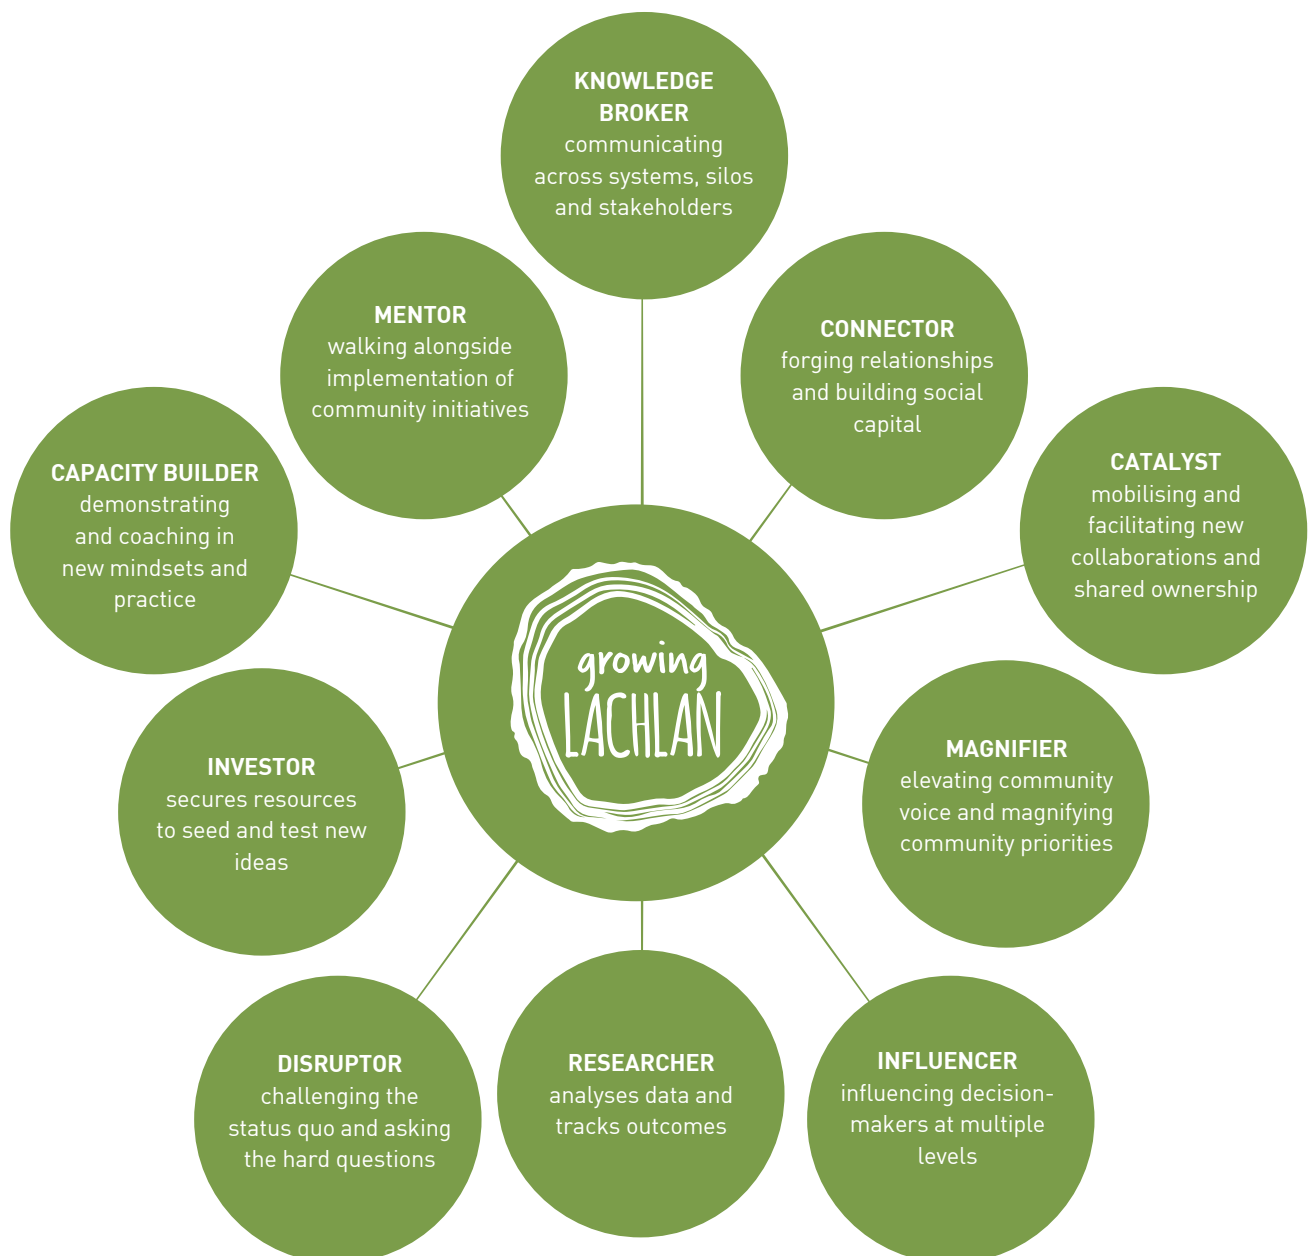 KNOWLEDGE
BROKER
communicating
across systems, silos
and stakeholders
MENTOR
walking alongside
implementation of
community initiatives
CONNECTOR
forging relationships
and building social
capital
CAPACITY BUILDER
demonstrating
and coaching in
new mindsets and
practice
CATALYST
mobilising and
facilitating new
collaborations and
shared ownership
growing
LACHLAN
INVESTOR
secures resources
to seed and test new
ideas
MAGNIFIER
elevating community
voice and magnifying
community priorities
DISRUPTOR
challenging the
status quo and asking
the hard questions
RESEARCHER
analyses data and
tracks outcomes
INFLUENCER
influencing decision-
makers at multiple
levels